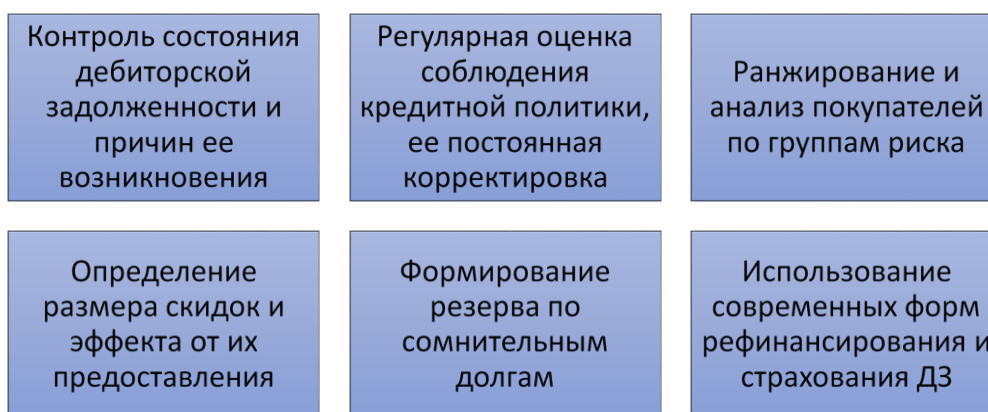 Контроль состояния
дебиторской
задолженности и
причин ее
возникновения
Регулярная оценка
соблюдения
кредитной политики,
ее постоянная
корректировка
Ранжирование и
анализ покупателей
по группам риска
Определение
размера скидок и
эффекта от их
предоставления
Формирование
резерва по
сомнительным
долгам
Использование
современных форм
рефинансирования и
страхования ДЗ